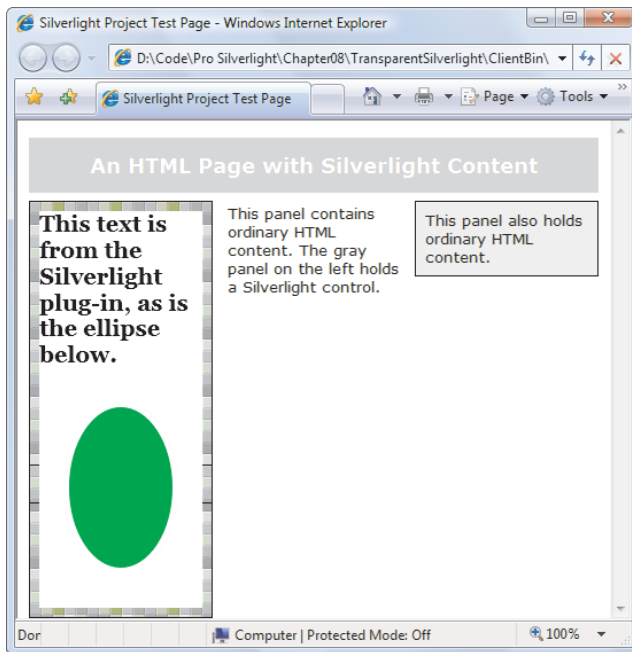 Silverlight Project Test Page - Windows Internet Explorer
D:\Code\Pro Silverlight\Chapter08\TransparentSilverlight\ClientBin\
Silverlight Project Test Page
Page
Tools
An HTML Page with Silverlight Content
This text is
from the
Silverlight
plug-in, as is
the ellipse
below.
This panel contains
ordinary HTML
content. The gray
panel on the left holds
a Silverlight control.
This panel also holds
ordinary HTML
content.
Dor
Computer | Protected Mode: Off
100%